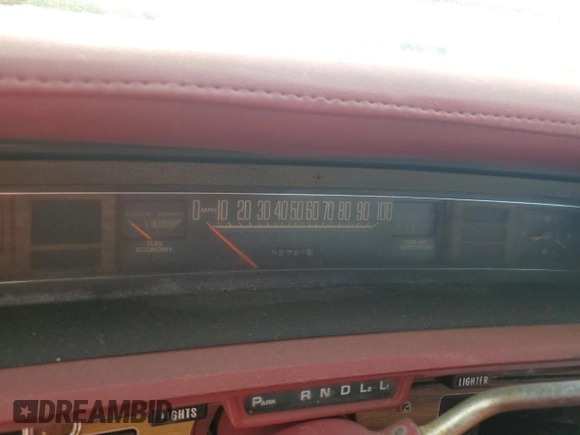 0 MPH 10 20 30 40 50 60 70 80 90 100
FUEL
ECONOMY
PARK R N D L2 L1
LIGHTS
LIGHTER
DREAMBID